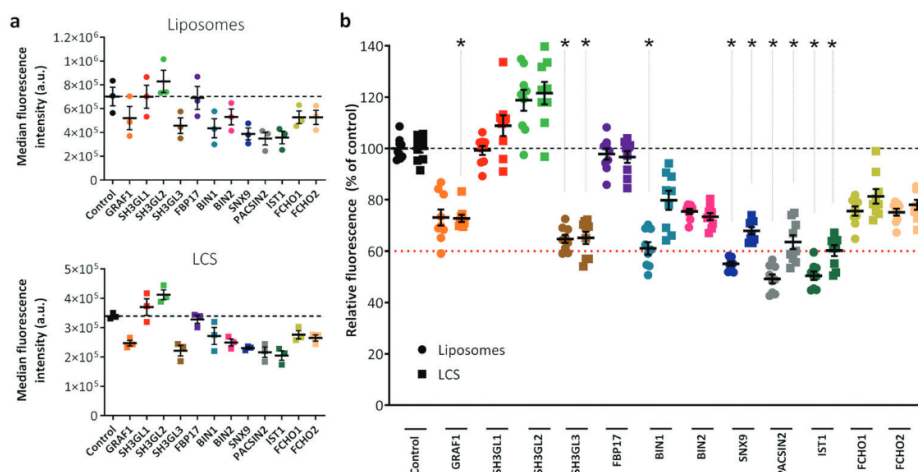 a
Liposomes
Median fluorescence
intensity (a.u.)
1.2×10⁶
1.0×10⁶
8×10⁵
6×10⁵
4×10⁵
2×10⁵
0
Control
GRAF1
SH3GL1
SH3GL2
SH3GL3
FBP17
BIN1
BIN2
SNX9
PACSIN2
IST1
FCHO1
FCHO2
LCS
Median fluorescence
intensity (a.u.)
5×10⁵
4×10⁵
3×10⁵
2×10⁵
1×10⁵
0
Control
GRAF1
SH3GL1
SH3GL2
SH3GL3
FBP17
BIN1
BIN2
SNX9
PACSIN2
IST1
FCHO1
FCHO2
b
* * * * * * * * * *
Relative fluorescence (% of control)
140
120
100
80
60
40
20
0
Liposomes
LCS
Control
GRAF1
SH3GL1
SH3GL2
SH3GL3
FBP17
BIN1
BIN2
SNX9
PACSIN2
IST1
FCHO1
FCHO2